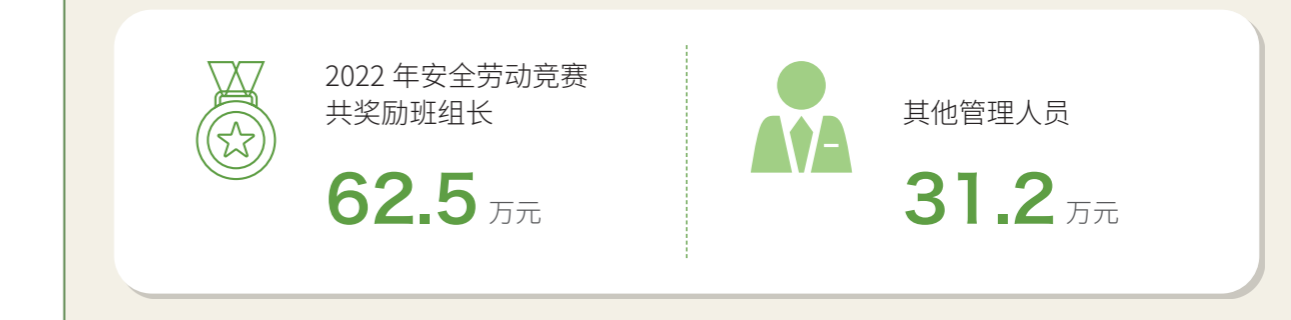 2022 年安全劳动竞赛
共奖励班组长
62.5 万元
其他管理人员
31.2 万元